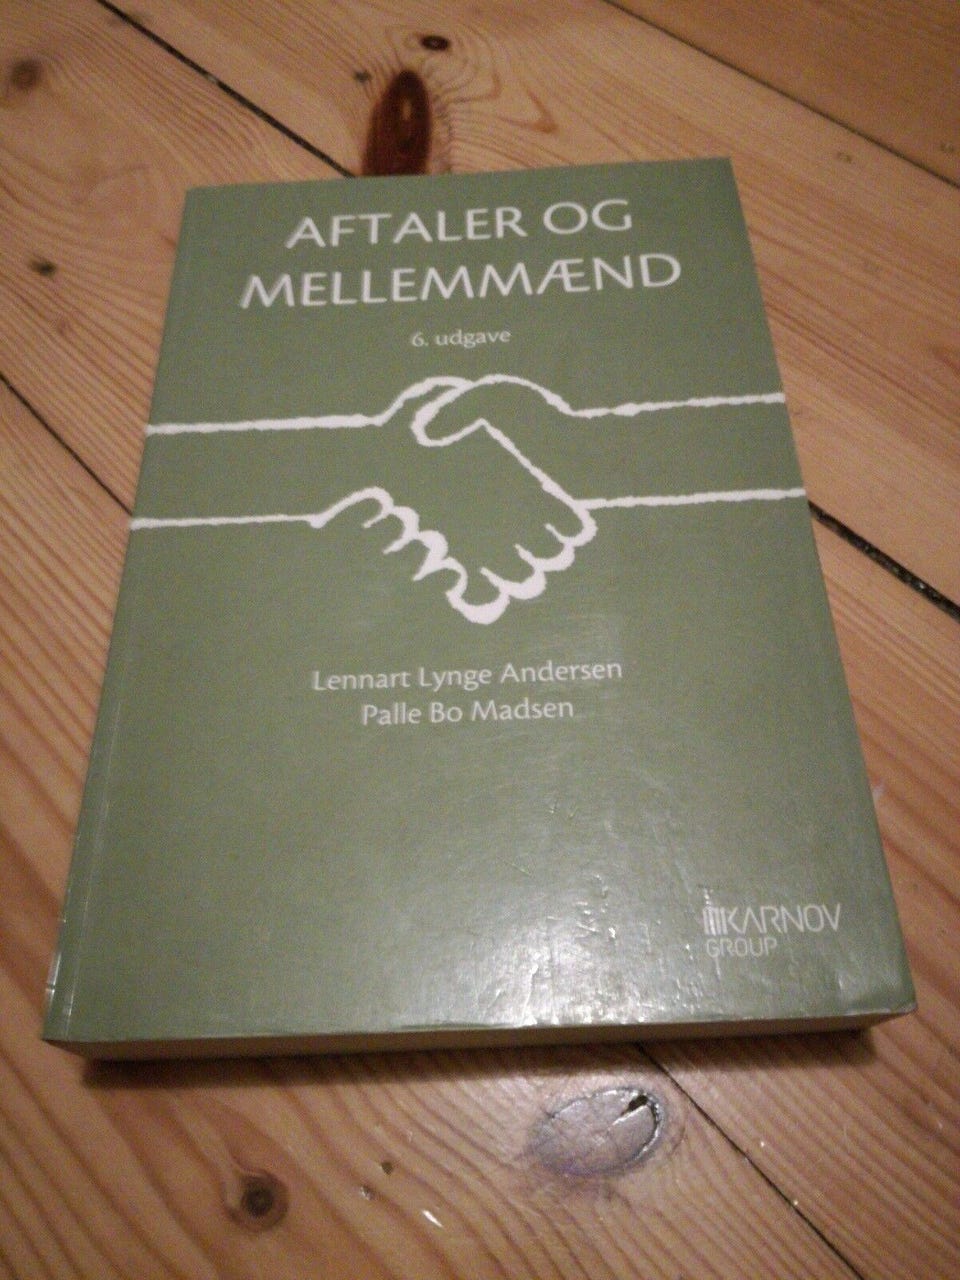 AFTALER OG
MELLEMMÆND
6. udgave
Lennart Lynge Andersen
Palle Bo Madsen
KARNOV
GROUP